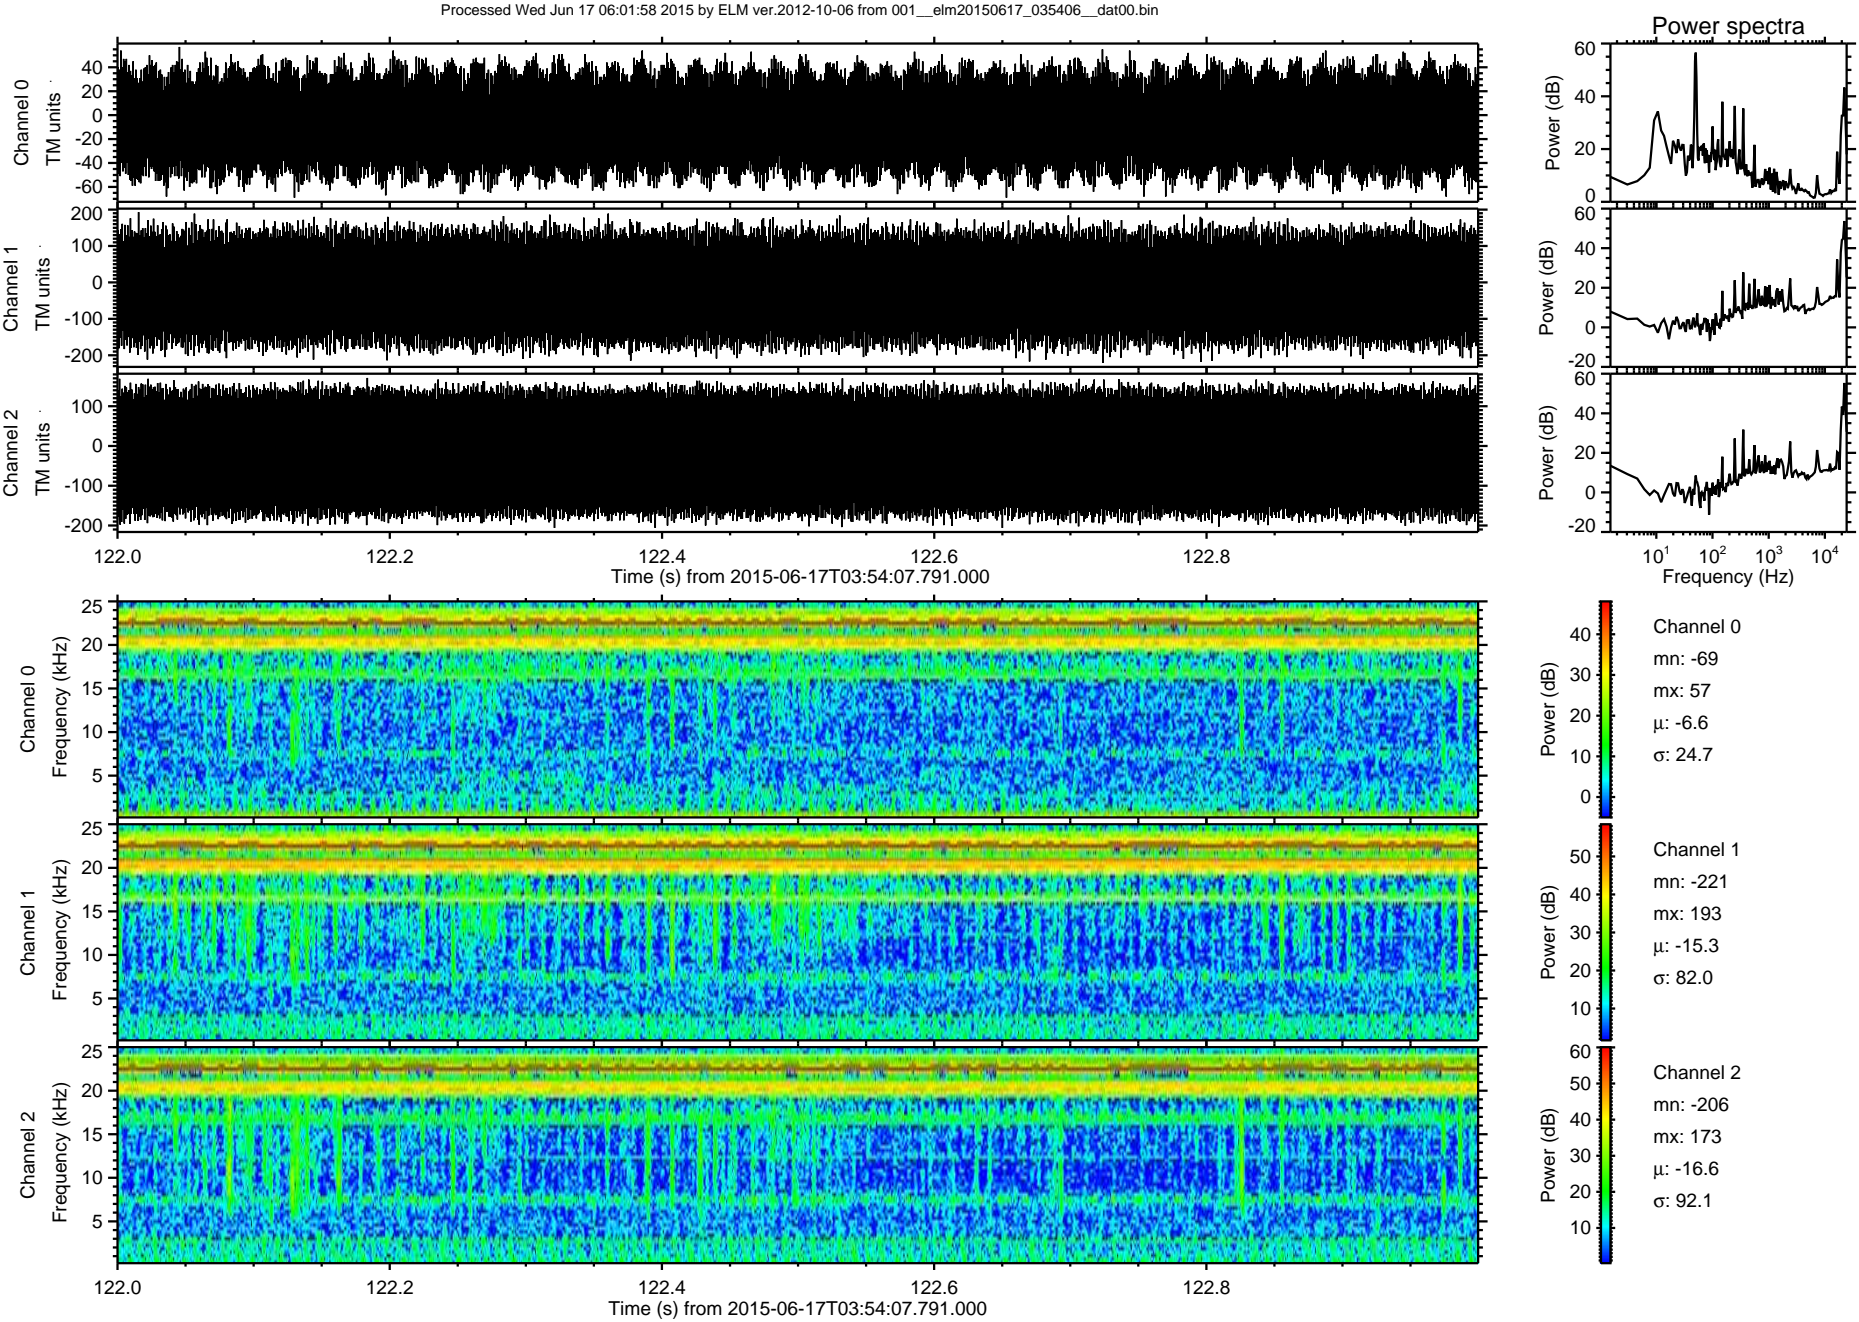 Processed Wed Jun 17 06:01:58 2015 by ELM ver.2012-10-06 from 001__elm20150617_035406__dat00.bin
Power spectra
Channel 0
TM units
40
20
0
-20
-40
-60
Power (dB)
60
40
20
0
Channel 1
TM units
200
100
0
-100
-200
Power (dB)
60
40
20
0
-20
Channel 2
TM units
100
0
-100
-200
Power (dB)
60
40
20
0
-20
122.0 122.2 122.4 122.6 122.8
Time (s) from 2015-06-17T03:54:07.791.000
10^1 10^2 10^3 10^4
Frequency (Hz)
Channel 0
Frequency (kHz)
25
20
15
10
5
Power (dB)
40
30
20
10
0
Channel 0
mn: -69
mx: 57
μ: -6.6
σ: 24.7
Channel 1
Frequency (kHz)
25
20
15
10
5
Power (dB)
50
40
30
20
10
Channel 1
mn: -221
mx: 193
μ: -15.3
σ: 82.0
Channel 2
Frequency (kHz)
25
20
15
10
5
Power (dB)
60
50
40
30
20
10
Channel 2
mn: -206
mx: 173
μ: -16.6
σ: 92.1
122.0 122.2 122.4 122.6 122.8
Time (s) from 2015-06-17T03:54:07.791.000